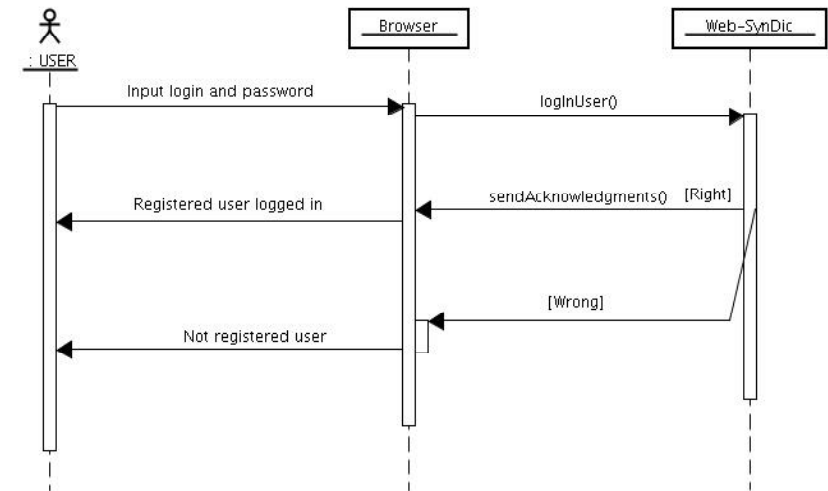 Browser
Web-SynDic
: USER
Input login and password
logInUser()
sendAcknowledgments()
[Right]
Registered user logged in
[Wrong]
Not registered user